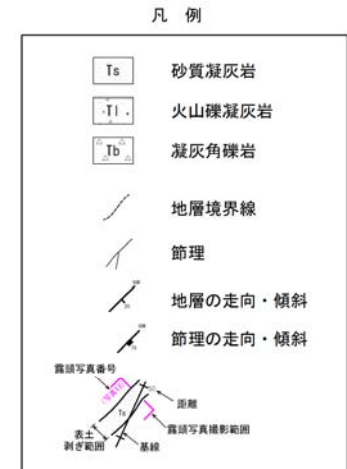 凡 例
Ts 砂質凝灰岩
Tl 火山礫凝灰岩
Tb 凝灰角礫岩
地層境界線
節理
地層の走向・傾斜
節理の走向・傾斜
露頭写真番号
距離
Ts
露頭写真撮影範囲
表土
剥ぎ範囲
基線